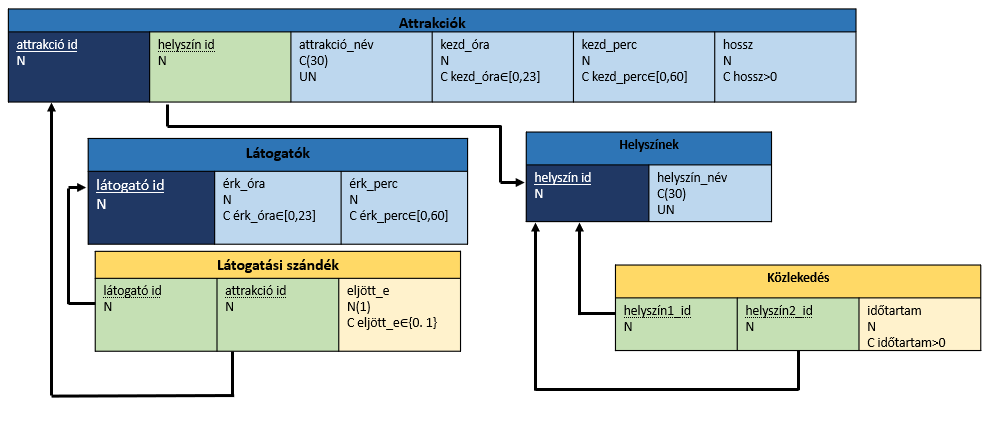 Attrakciók
attrakció id
N
helyszín id
N
attrakció_név
C(30)
UN
kezd_óra
N
C kezd_óra∈[0,23]
kezd_perc
N
C kezd_perc∈[0,60]
hossz
N
C hossz>0
Látogatók
látogató id
N
érk_óra
N
C érk_óra∈[0,23]
érk_perc
N
C érk_perc∈[0,60]
Helyszínek
helyszín id
N
helyszín_név
C(30)
UN
Látogatási szándék
látogató id
N
attrakció id
N
eljött_e
N(1)
C eljött_e∈{0. 1}
Közlekedés
helyszín1_id
N
helyszín2_id
N
időtartam
N
C időtartam>0